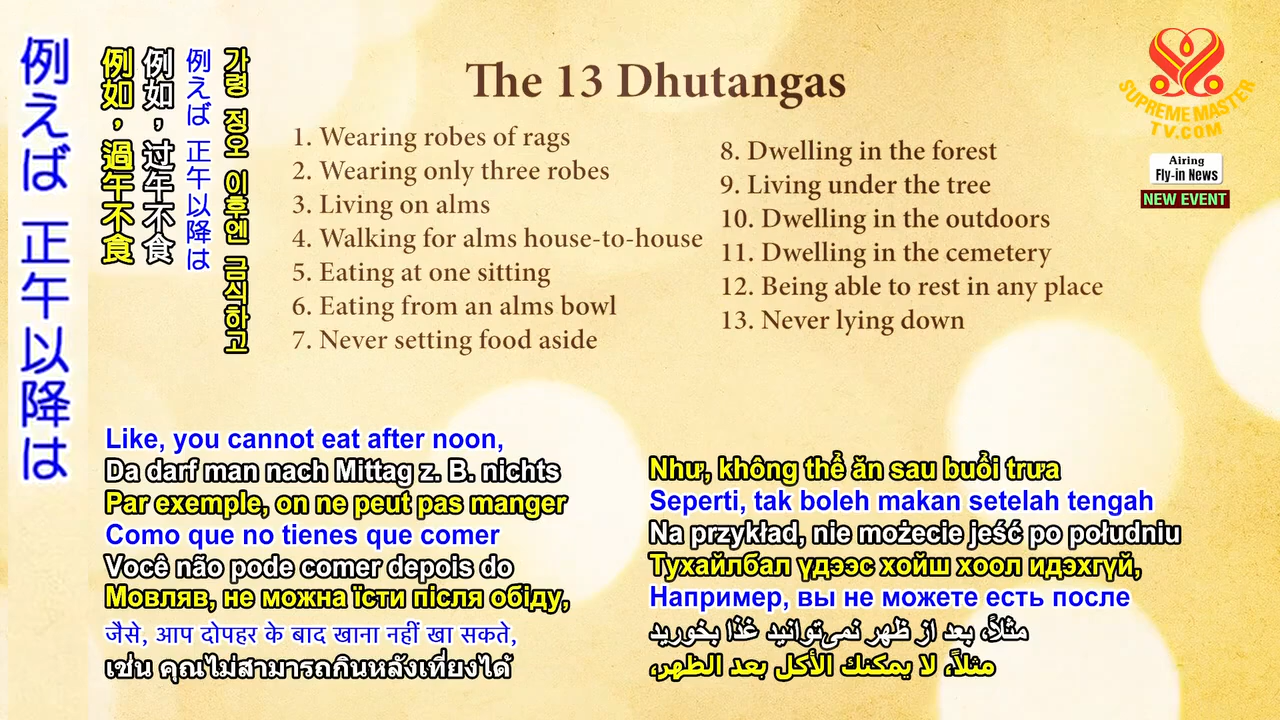 例えば 正午以降は
例如，過午不食
例如，过午不食
例えば 正午以降は
가령 정오 이후엔 금식하고
The 13 Dhutangas
1. Wearing robes of rags
2. Wearing only three robes
3. Living on alms
4. Walking for alms house-to-house
5. Eating at one sitting
6. Eating from an alms bowl
7. Never setting food aside
8. Dwelling in the forest
9. Living under the tree
10. Dwelling in the outdoors
11. Dwelling in the cemetery
12. Being able to rest in any place
13. Never lying down
SUPREME MASTER
TV.COM
Airing
Fly-in News
NEW EVENT
Like, you cannot eat after noon,
Da darf man nach Mittag z. B. nichts
Par exemple, on ne peut pas manger
Como que no tienes que comer
Você não pode comer depois do
Мовляв, не можна їсти після обіду,
जैसे, आप दोपहर के बाद खाना नहीं खा सकते,
เช่น คุณไม่สามารถกินหลังเที่ยงได้
Như, không thể ăn sau buổi trưa
Seperti, tak boleh makan setelah tengah
Na przykład, nie możecie jeść po południu
Тухайлбал үдээс хойш хоол идэхгүй,
Например, вы не можете есть после
مثلاً، بعد از ظهر نمی‌توانید غذا بخورید
مثلاً، لا يمكنك الأكل بعد الظهر،